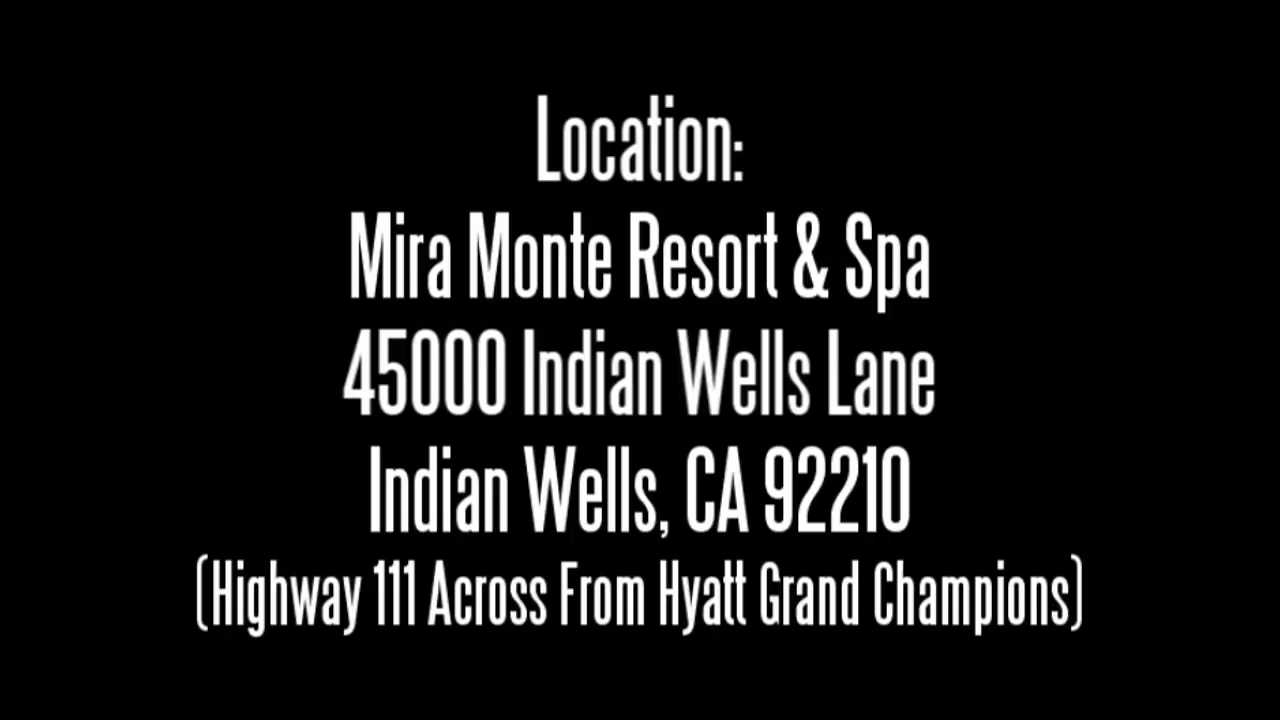 Location:
Mira Monte Resort & Spa
45000 Indian Wells Lane
Indian Wells, CA 92210
(Highway 111 Across From Hyatt Grand Champions)